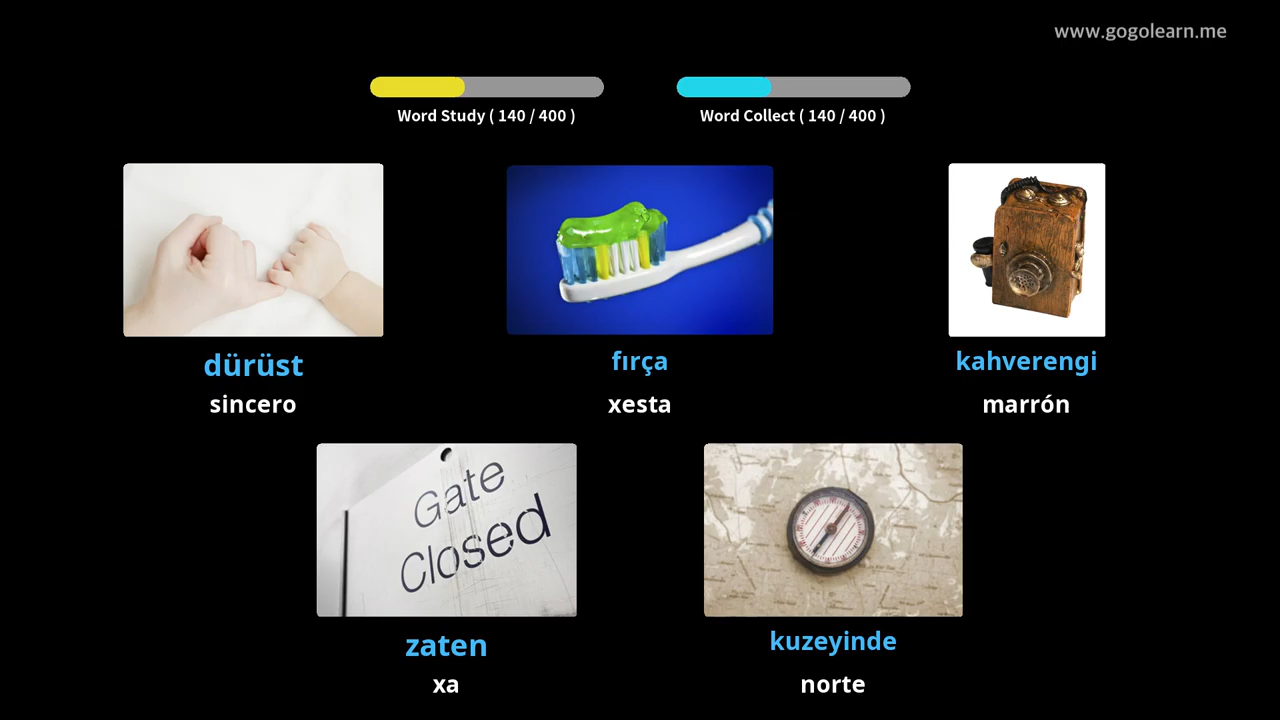 www.gogolearn.me
Word Study ( 140 / 400 )
Word Collect ( 140 / 400 )
dürüst
sincero
fırça
xesta
kahverengi
marrón
Gate
Closed
zaten
xa
kuzeyinde
norte